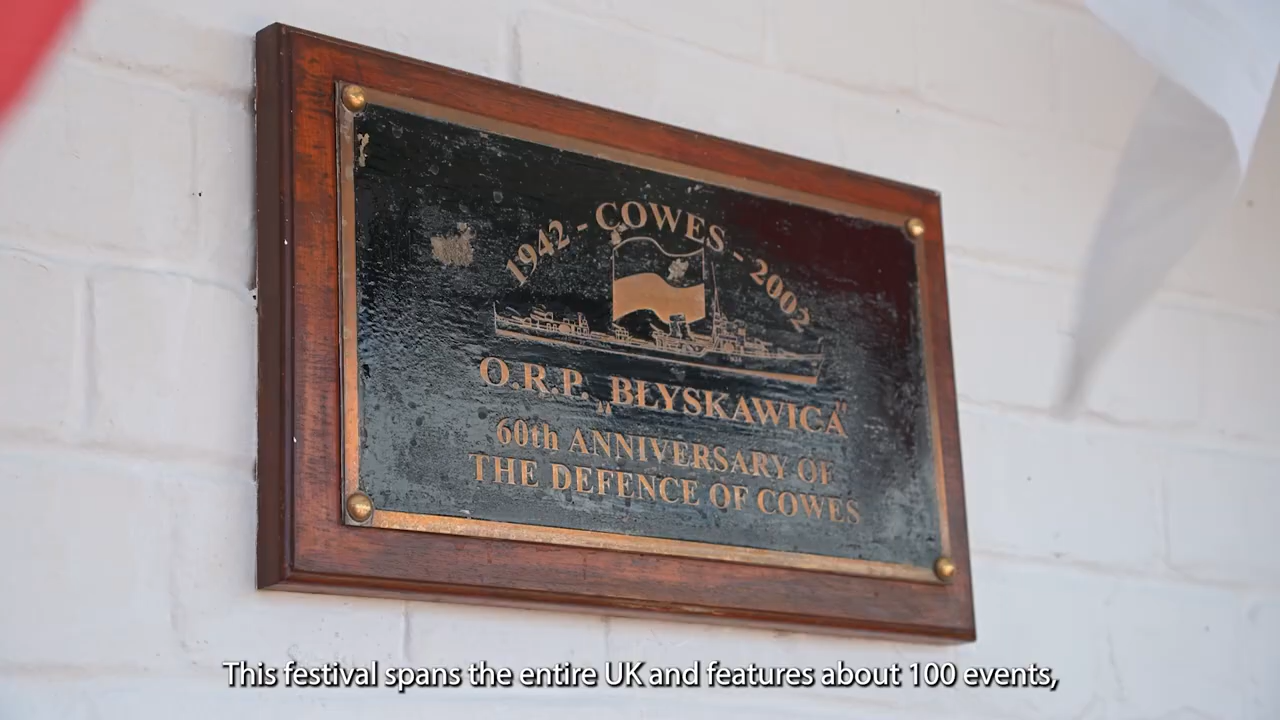 1942 - COWES - 2002
O.R.P. „BŁYSKAWICA"
60th ANNIVERSARY OF
THE DEFENCE OF COWES
This festival spans the entire UK and features about 100 events,